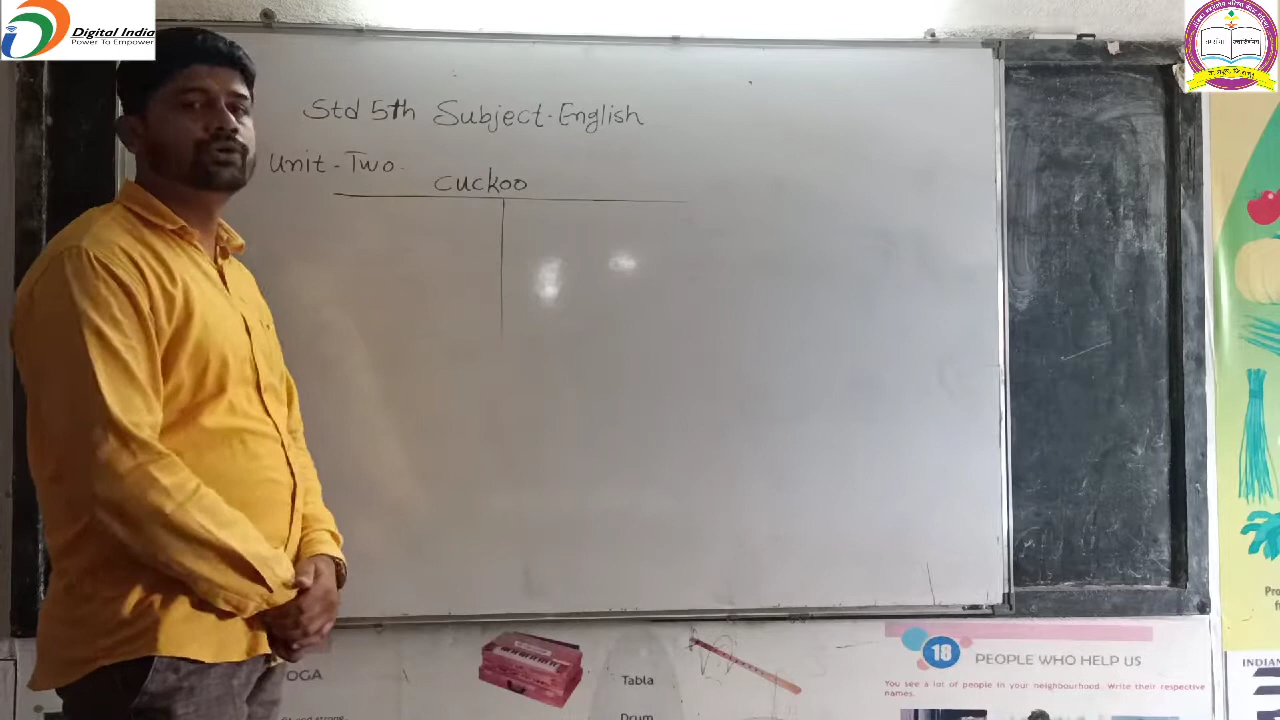 Digital India
Power To Empower
Std 5th Subject-English
Unit-Two.
Cuckoo
OGA
Tabla
Drum
18 PEOPLE WHO HELP US
You see a lot of people in your neighbourhood. Write their respective
names.
INDIAN